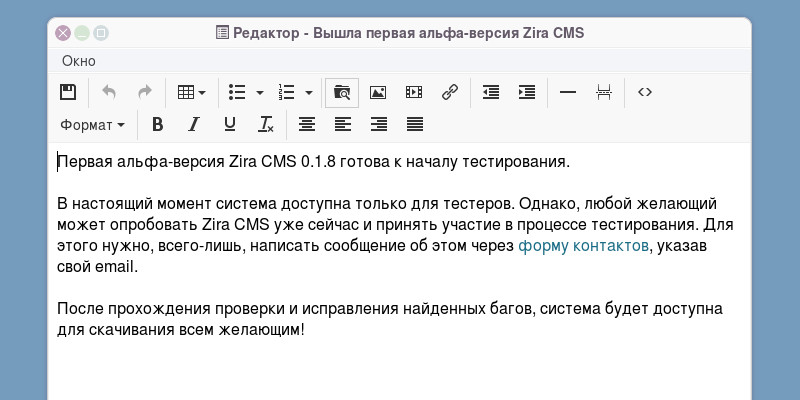 Редактор - Вышла первая альфа-версия Zira CMS
Окно
Формат
B I U
Первая альфа-версия Zira CMS 0.1.8 готова к началу тестирования.
В настоящий момент система доступна только для тестеров. Однако, любой желающий
может опробовать Zira CMS уже сейчас и принять участие в процессе тестирования. Для
этого нужно, всего-лишь, написать сообщение об этом через форму контактов, указав
свой email.
После прохождения проверки и исправления найденных багов, система будет доступна
для скачивания всем желающим!